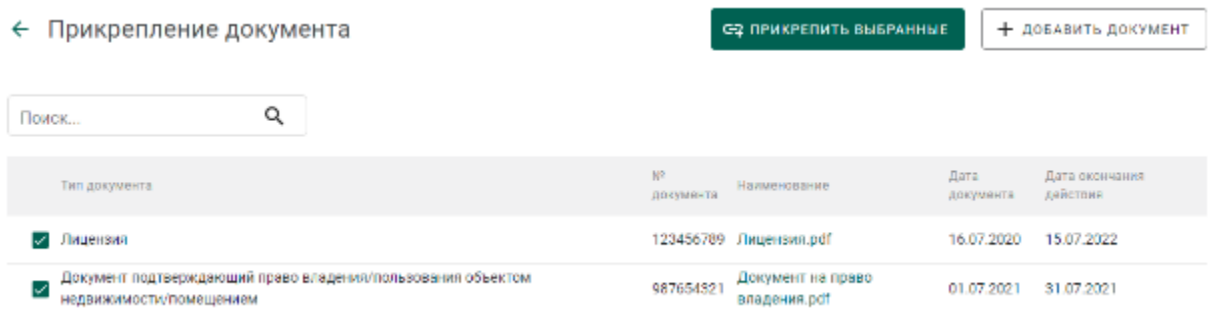 Прикрепление документа
ПРИКРЕПИТЬ ВЫБРАННЫЕ
ДОБАВИТЬ ДОКУМЕНТ
Поиск...
Тип документа
№ документа
Наименование
Дата документа
Дата окончания действия
Лицензия 123456789 Лицензия.pdf 16.07.2020 15.07.2022
Документ подтверждающий право владения/пользования объектом
недвижимости/помещением
987654321
Документ на право
владения.pdf
01.07.2021 31.07.2021